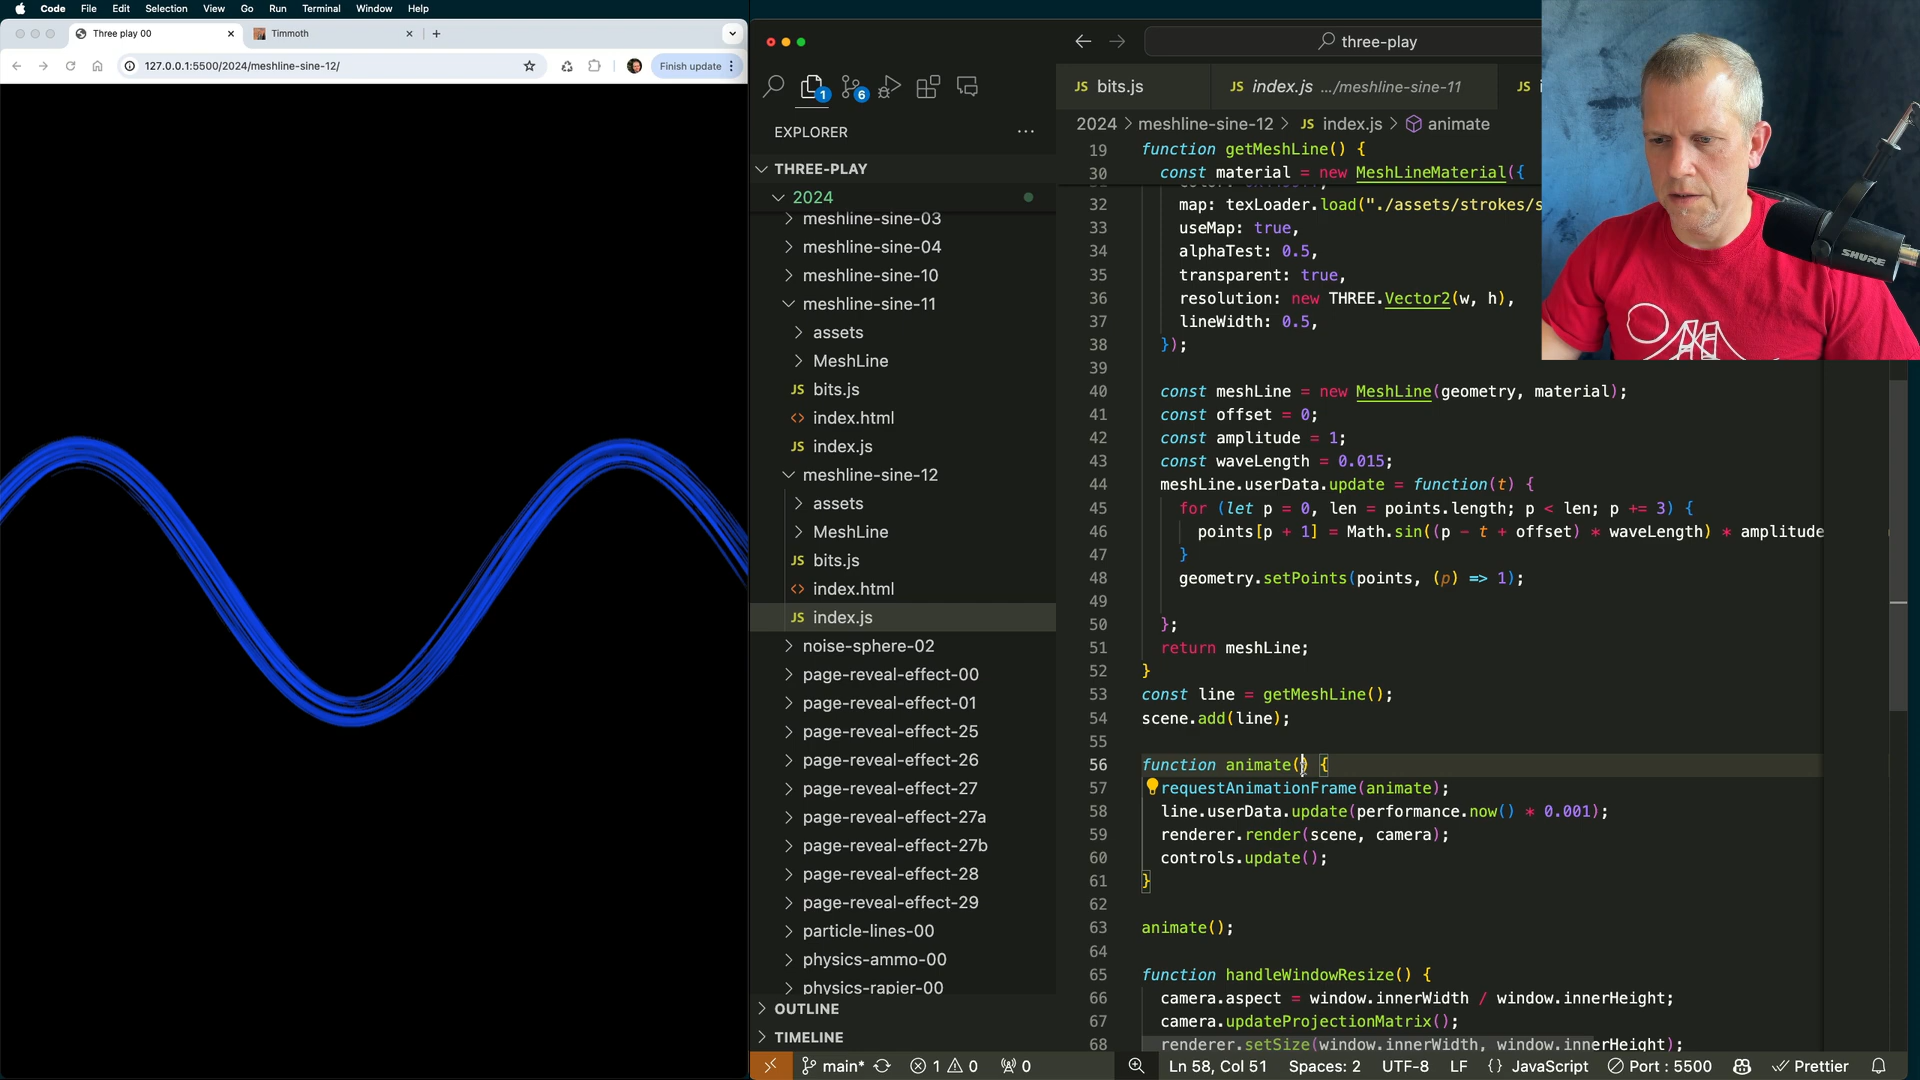 Code File Edit Selection View Go Run Terminal Window Help
Three play 00
Timmoth
127.0.0.1:5500/2024/meshline-sine-12/
Finish update
three-play
1
6
EXPLORER
THREE-PLAY
2024
meshline-sine-03
meshline-sine-04
meshline-sine-10
meshline-sine-11
assets
MeshLine
JS bits.js
<> index.html
JS index.js
meshline-sine-12
assets
MeshLine
JS bits.js
<> index.html
JS index.js
noise-sphere-02
page-reveal-effect-00
page-reveal-effect-01
page-reveal-effect-25
page-reveal-effect-26
page-reveal-effect-27
page-reveal-effect-27a
page-reveal-effect-27b
page-reveal-effect-28
page-reveal-effect-29
particle-lines-00
physics-ammo-00
physics-rapier-00
OUTLINE
TIMELINE
JS bits.js
JS index.js .../meshline-sine-11
JS
2024 > meshline-sine-12 > JS index.js > animate
19 function getMeshLine() {
30 const material = new MeshLineMaterial({
32 map: texLoader.load("./assets/strokes/s
33 useMap: true,
34 alphaTest: 0.5,
35 transparent: true,
36 resolution: new THREE.Vector2(w, h),
37 lineWidth: 0.5,
38 });
39
40 const meshLine = new MeshLine(geometry, material);
41 const offset = 0;
42 const amplitude = 1;
43 const waveLength = 0.015;
44 meshLine.userData.update = function(t) {
45 for (let p = 0, len = points.length; p < len; p += 3) {
46 points[p + 1] = Math.sin((p - t + offset) * waveLength) * amplitude
47 }
48 geometry.setPoints(points, (p) => 1);
49
50 };
51 return meshLine;
52 }
53 const line = getMeshLine();
54 scene.add(line);
55
56 function animate() {
57 requestAnimationFrame(animate);
58 line.userData.update(performance.now() * 0.001);
59 renderer.render(scene, camera);
60 controls.update();
61 }
62
63 animate();
64
65 function handleWindowResize() {
66 camera.aspect = window.innerWidth / window.innerHeight;
67 camera.updateProjectionMatrix();
68 renderer.setSize(window.innerWidth, window.innerHeight);
SHURE
main* 1 0 0 Ln 58, Col 51 Spaces: 2 UTF-8 LF {} JavaScript Port : 5500 Prettier